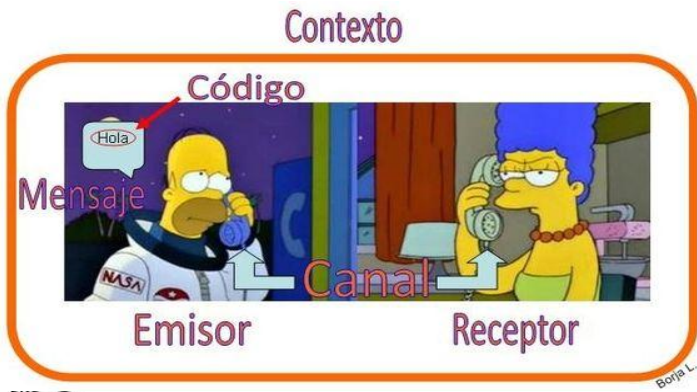 Contexto
Código
Hola
Mensaje
NASA
Canal
Emisor
Receptor
Borja L.